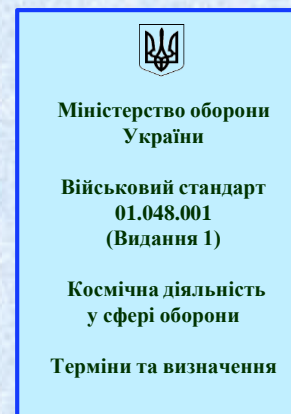 Міністерство оборони
України
Військовий стандарт
01.048.001
(Видання 1)
Космічна діяльність
у сфері оборони
Терміни та визначення